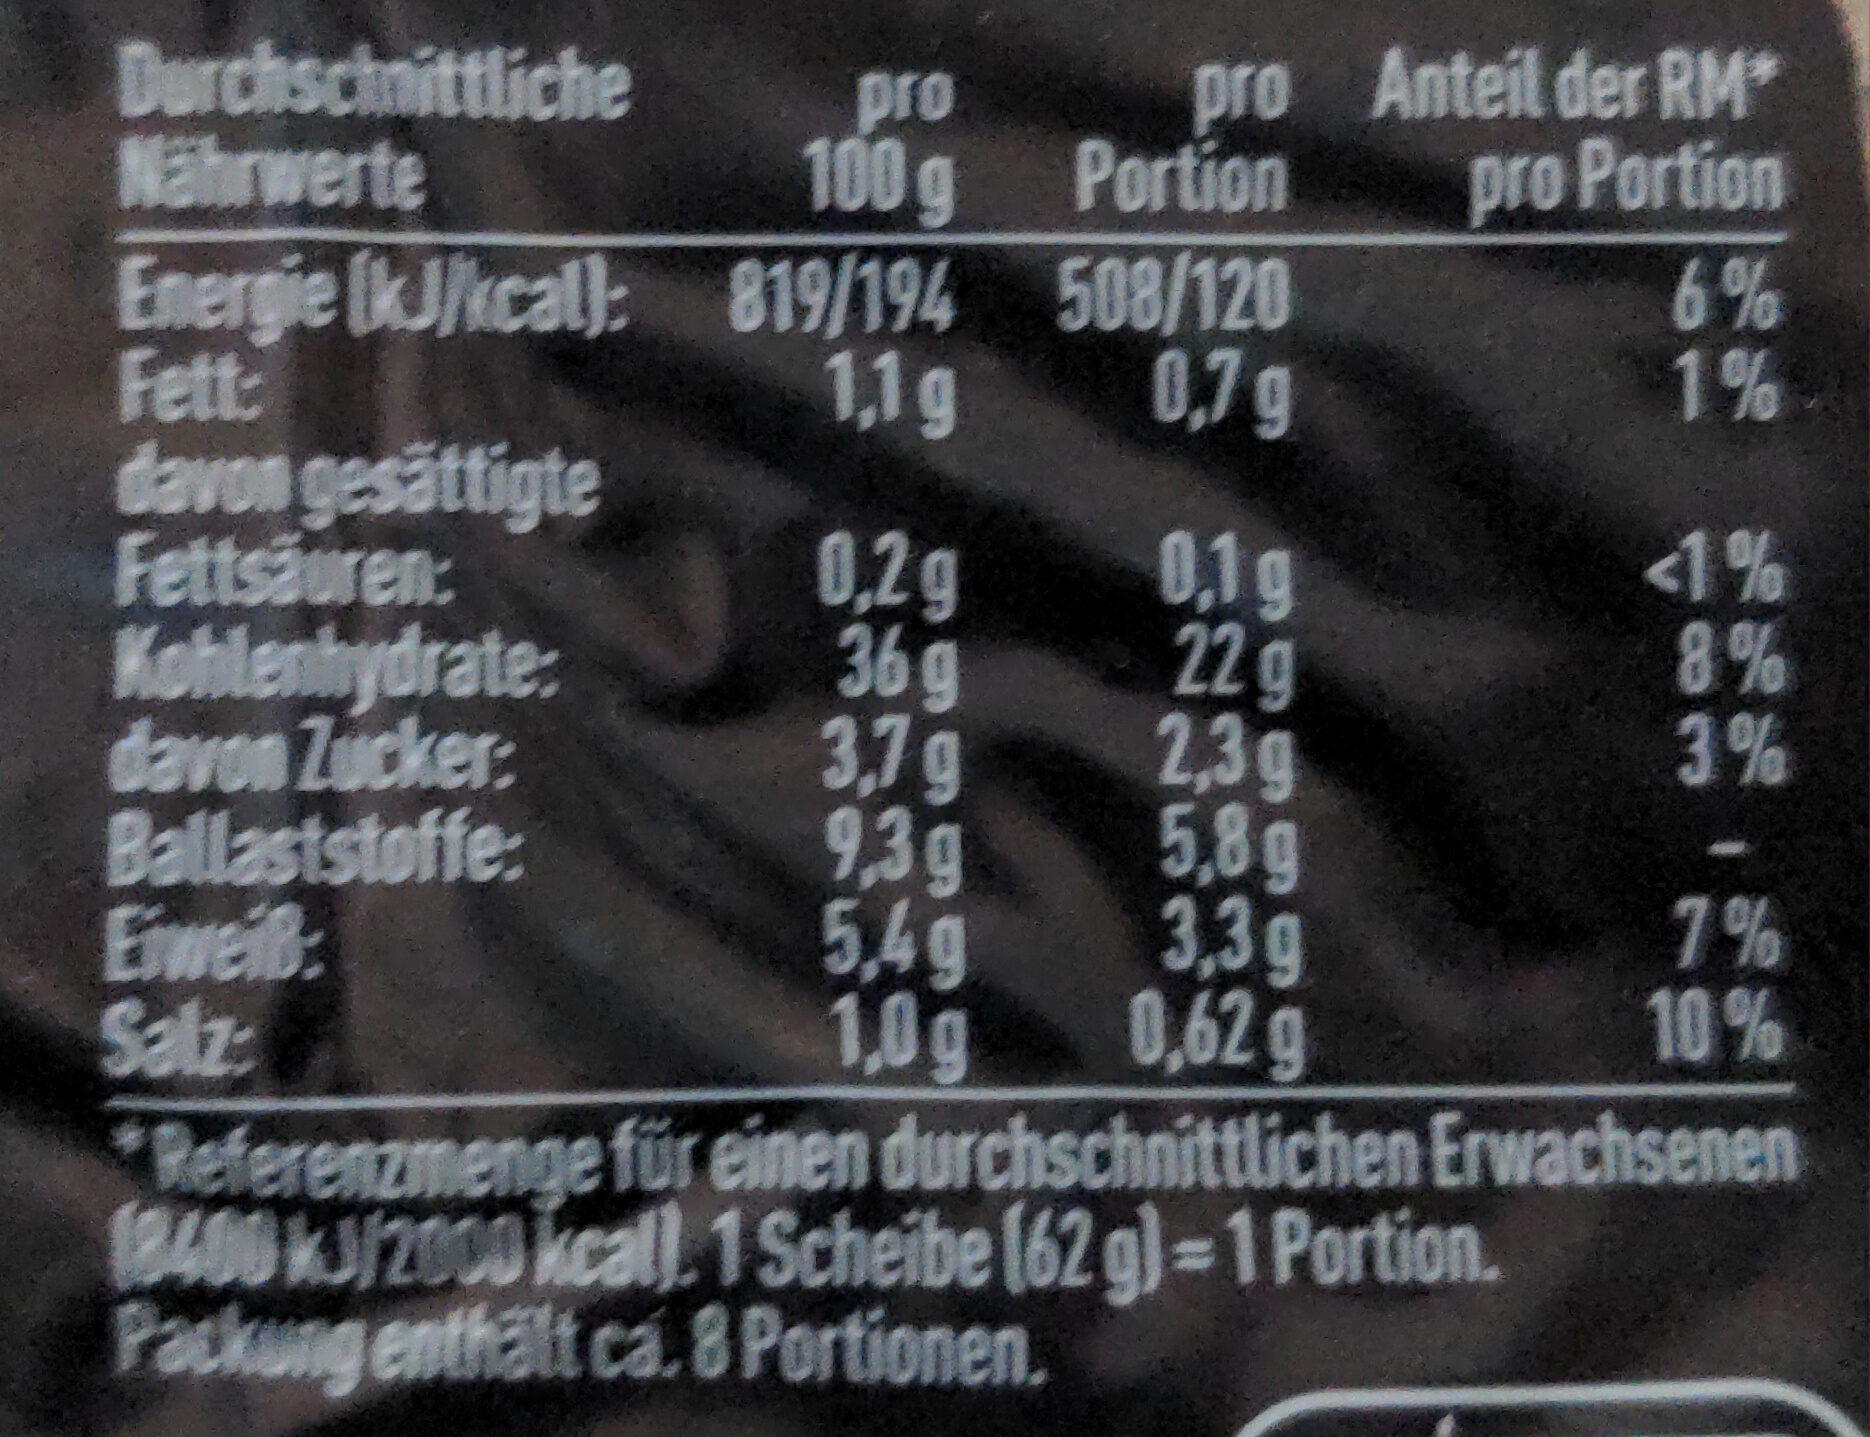 Durchschnittliche pro pro Anteil der RM*
Nährwerte 100 g Portion pro Portion
Energie (kJ/kcal): 819/194 508/120 6 %
Fett: 1,1 g 0,7 g 1 %
davon gesättigte
Fettsäuren: 0,2 g 0,1 g <1 %
Kohlenhydrate: 36 g 22 g 8 %
davon Zucker: 3,7 g 2,3 g 3 %
Ballaststoffe: 9,3 g 5,8 g –
Eiweiß: 5,4 g 3,3 g 7 %
Salz: 1,0 g 0,62 g 10 %
*Referenzmenge für einen durchschnittlichen Erwachsenen
(8400 kJ/2000 kcal). 1 Scheibe (62 g) = 1 Portion.
Packung enthält ca. 8 Portionen.